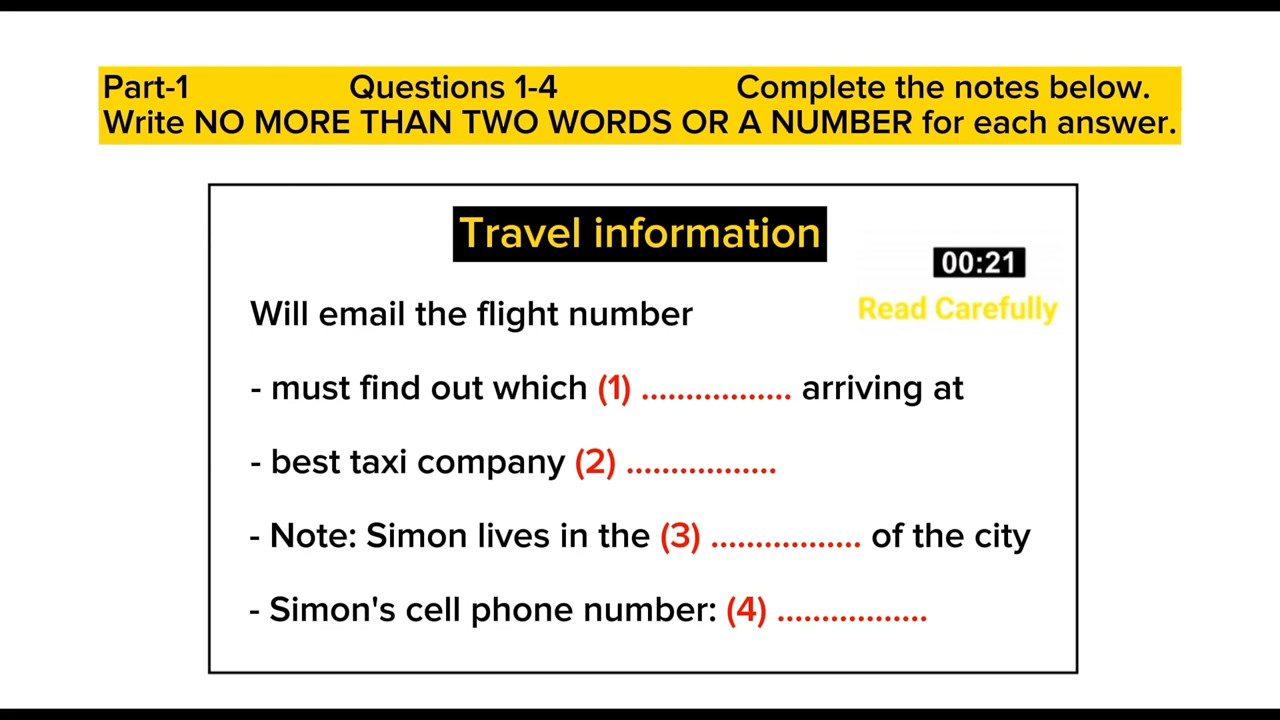 Part-1 Questions 1-4 Complete the notes below.
Write NO MORE THAN TWO WORDS OR A NUMBER for each answer.
Travel information
00:21
Read Carefully
Will email the flight number
- must find out which (1) ................. arriving at
- best taxi company (2) .................
- Note: Simon lives in the (3) ................. of the city
- Simon's cell phone number: (4) .................